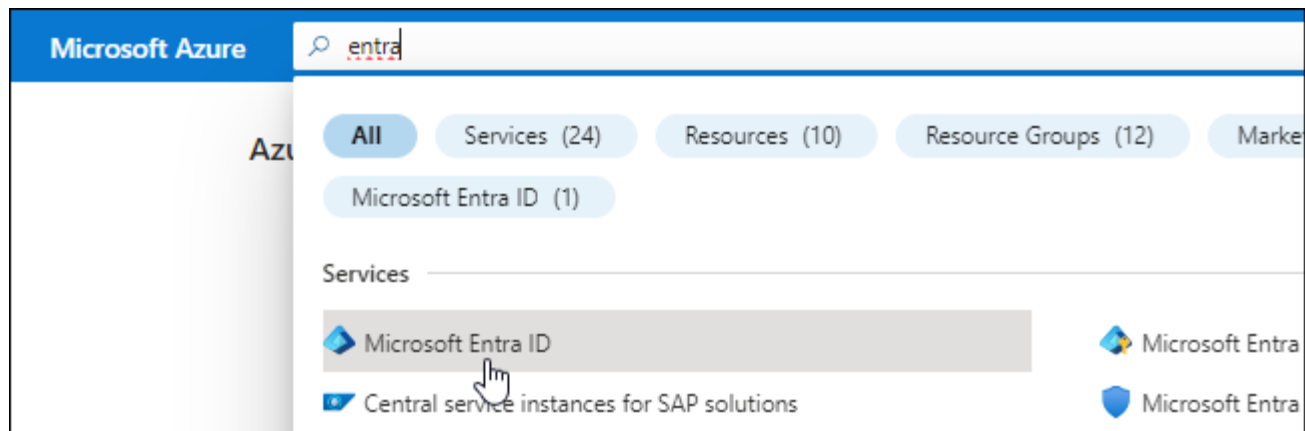 Microsoft Azure entra
All Services (24) Resources (10) Resource Groups (12) Marke
Azu
Microsoft Entra ID (1)
Services
Microsoft Entra ID Microsoft Entra
Central service instances for SAP solutions Microsoft Entra